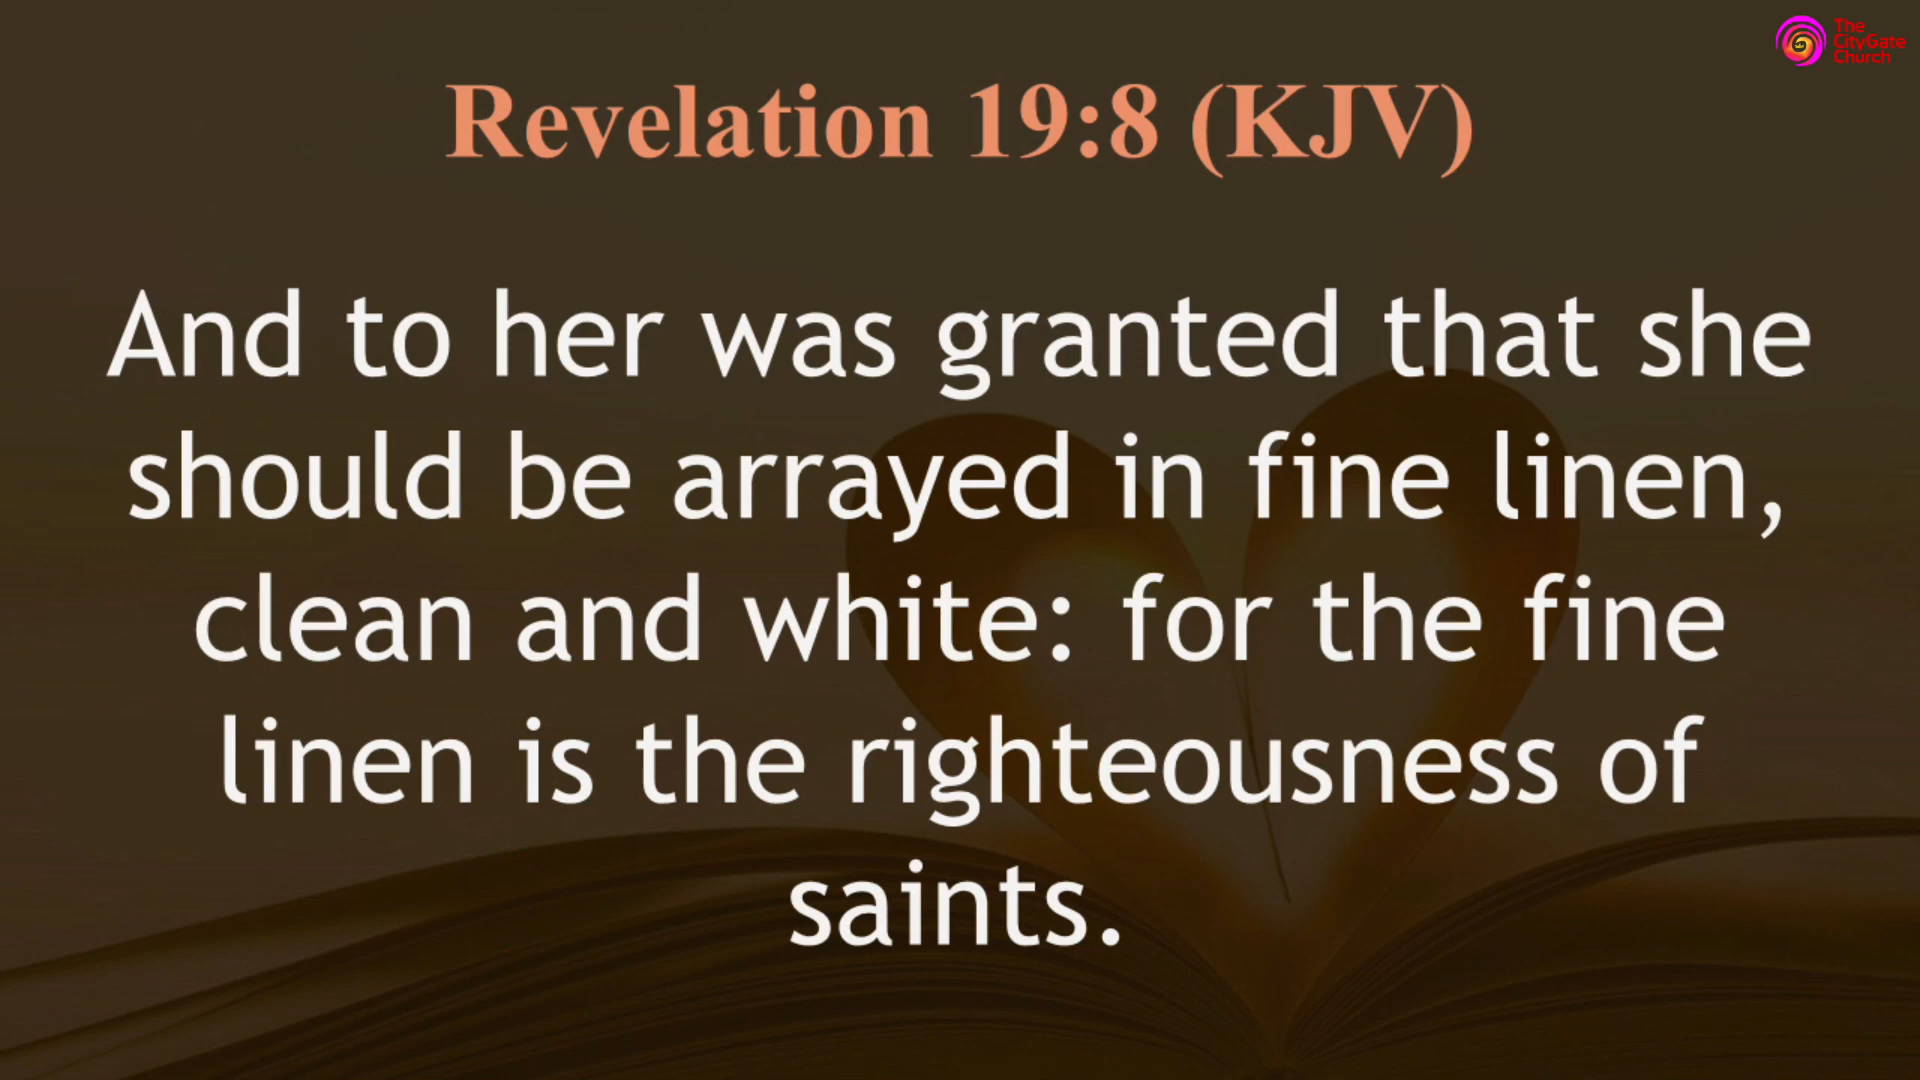 The
CityGate
Church
Revelation 19:8 (KJV)
And to her was granted that she
should be arrayed in fine linen,
clean and white: for the fine
linen is the righteousness of
saints.